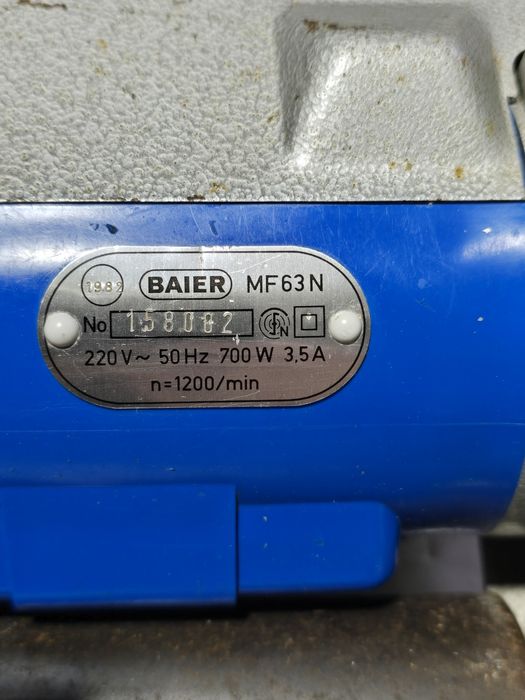 1982 BAIER MF63N
No 158082
220V~ 50Hz 700W 3,5A
n=1200/min